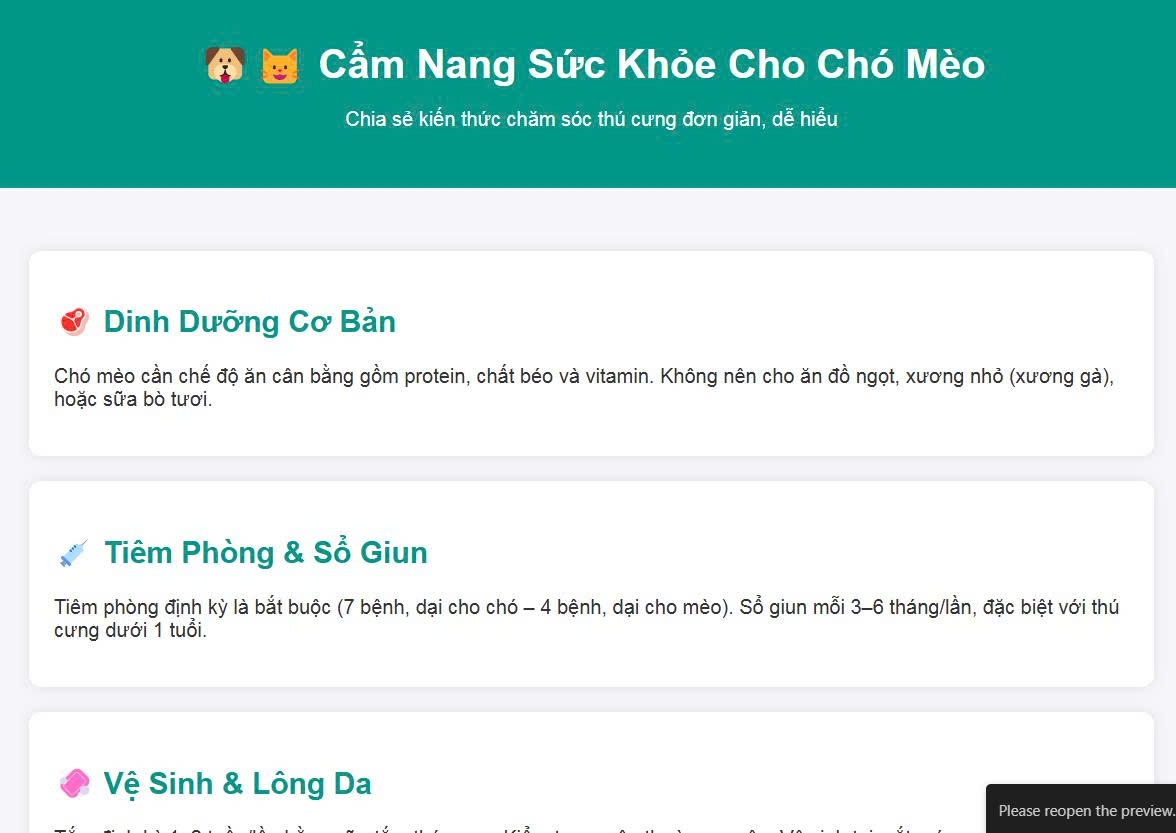 Cẩm Nang Sức Khỏe Cho Chó Mèo
Chia sẻ kiến thức chăm sóc thú cưng đơn giản, dễ hiểu
Dinh Dưỡng Cơ Bản
Chó mèo cần chế độ ăn cân bằng gồm protein, chất béo và vitamin. Không nên cho ăn đồ ngọt, xương nhỏ (xương gà),
hoặc sữa bò tươi.
Tiêm Phòng & Sổ Giun
Tiêm phòng định kỳ là bắt buộc (7 bệnh, dại cho chó – 4 bệnh, dại cho mèo). Sổ giun mỗi 3–6 tháng/lần, đặc biệt với thú
cưng dưới 1 tuổi.
Vệ Sinh & Lông Da
Please reopen the preview.